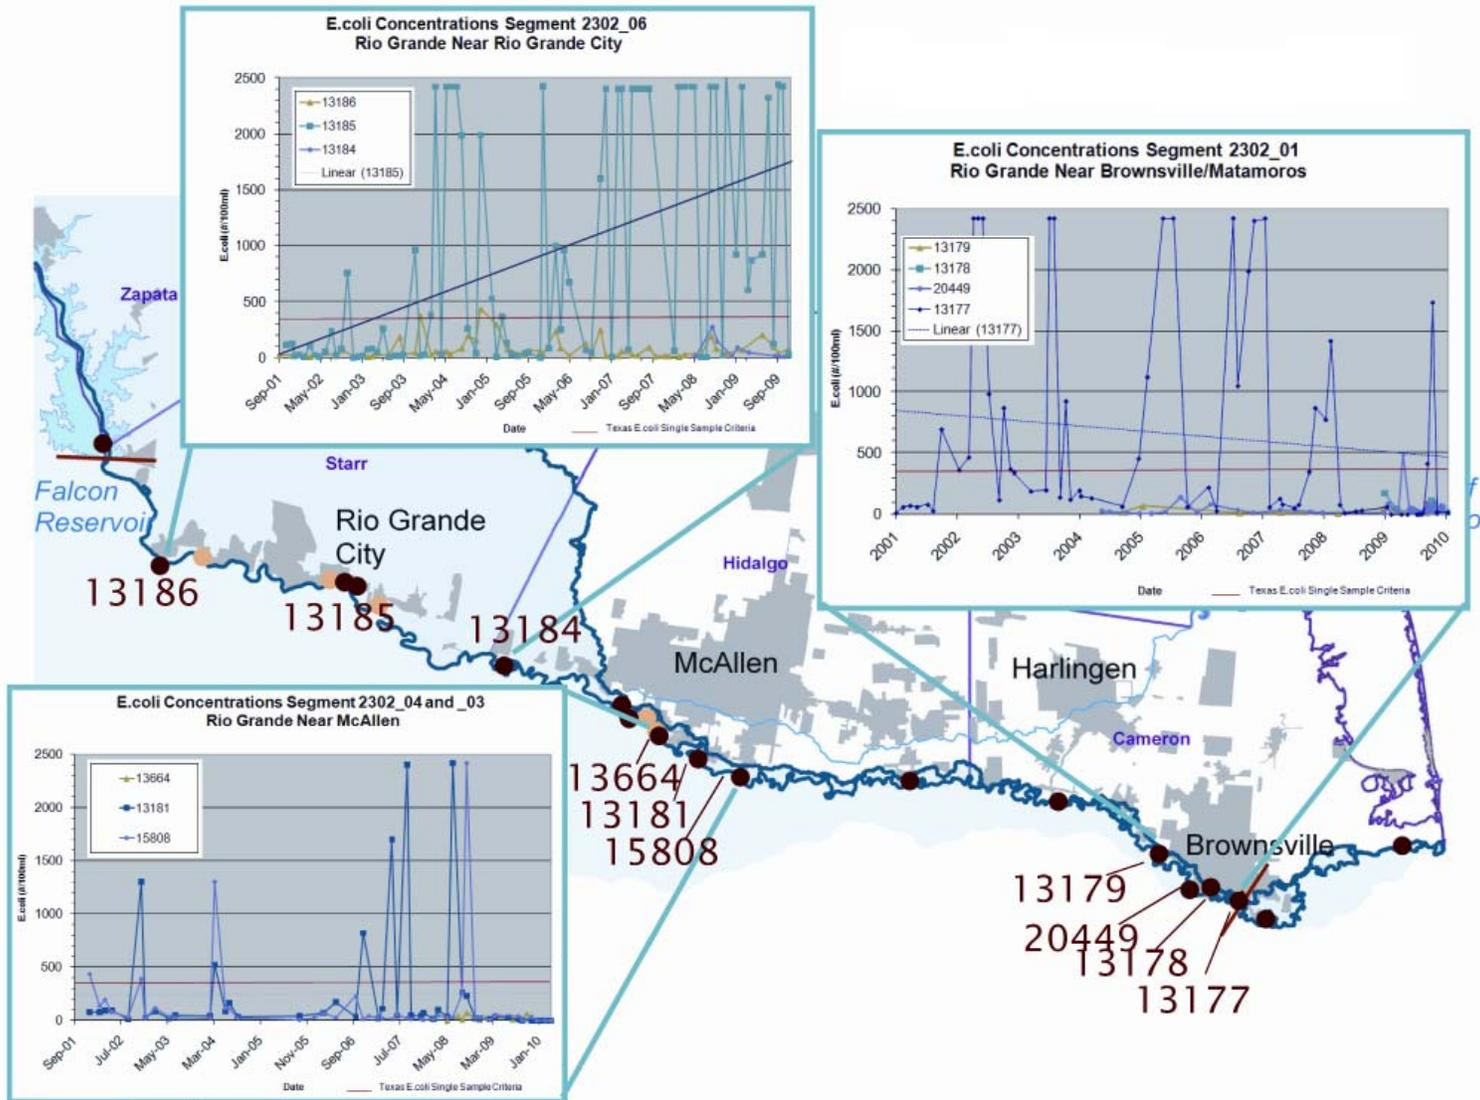 E.coli Concentrations Segment 2302_06
Rio Grande Near Rio Grande City
E.coli (#/100ml)
2500
2000
1500
1000
500
0
13186
13185
13184
Linear (13185)
Sep-01
May-02
Jan-03
Sep-03
May-04
Jan-05
Sep-05
May-06
Jan-07
Sep-07
May-08
Jan-09
Sep-09
Date
Texas E.coli Single Sample Criteria
E.coli Concentrations Segment 2302_01
Rio Grande Near Brownsville/Matamoros
E.coli (#/100ml)
2500
2000
1500
1000
500
0
13179
13178
20449
13177
Linear (13177)
2001
2002
2003
2004
2005
2006
2007
2008
2009
2010
Date
Texas E.coli Single Sample Criteria
Zapata
Starr
Falcon
Reservoir
Rio Grande
City
Hidalgo
13186
13185
13184
McAllen
Harlingen
Cameron
13664
13181
15808
Brownsville
13179
20449
13178
13177
E.coli Concentrations Segment 2302_04 and _03
Rio Grande Near McAllen
E.coli (#/100ml)
2500
2000
1500
1000
500
0
13664
13181
15808
Sep-01
Jul-02
May-03
Mar-04
Jan-05
Nov-05
Sep-06
Jul-07
May-08
Mar-09
Jan-10
Date
Texas E.coli Single Sample Criteria